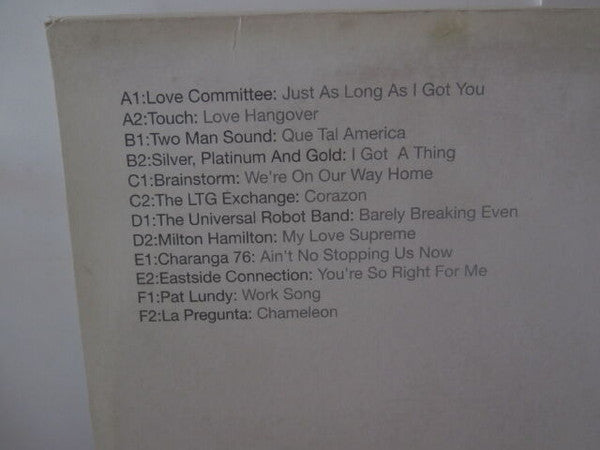 A1:Love Committee: Just As Long As I Got You
A2:Touch: Love Hangover
B1:Two Man Sound: Que Tal America
B2:Silver, Platinum And Gold: I Got A Thing
C1:Brainstorm: We're On Our Way Home
C2:The LTG Exchange: Corazon
D1:The Universal Robot Band: Barely Breaking Even
D2:Milton Hamilton: My Love Supreme
E1:Charanga 76: Ain't No Stopping Us Now
E2:Eastside Connection: You're So Right For Me
F1:Pat Lundy: Work Song
F2:La Pregunta: Chameleon